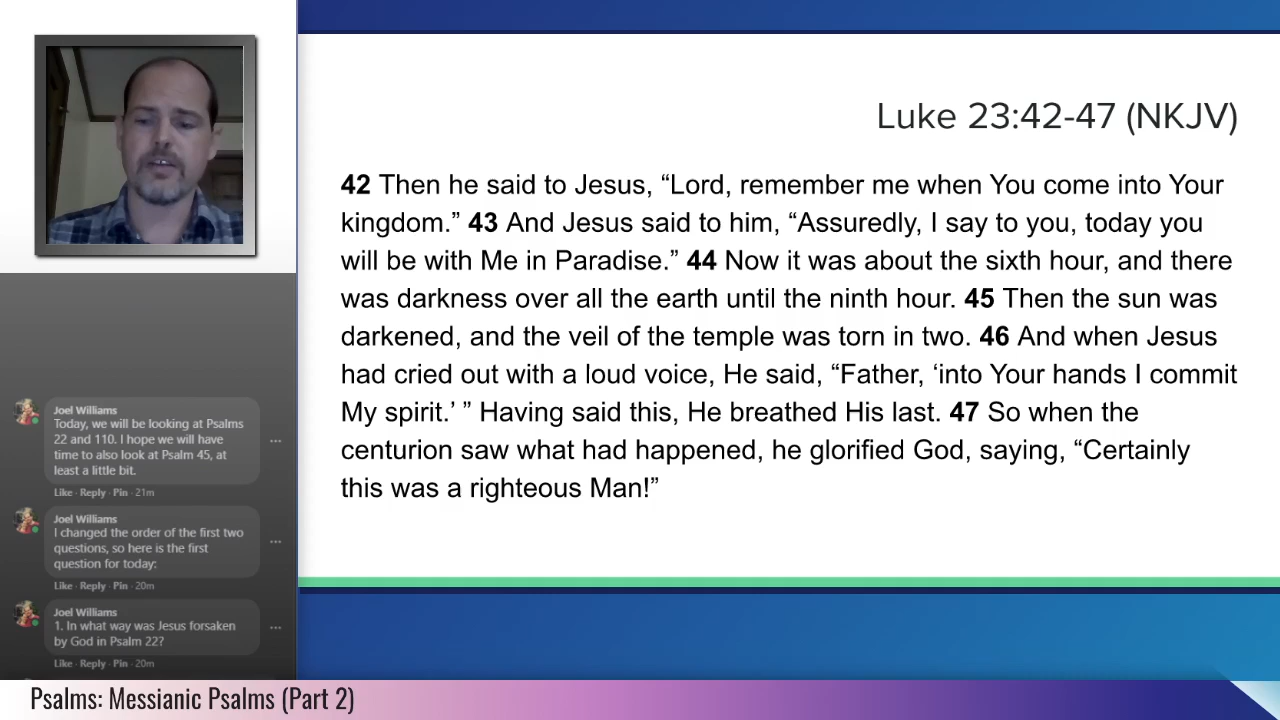 Luke 23:42-47 (NKJV)
42 Then he said to Jesus, “Lord, remember me when You come into Your
kingdom.” 43 And Jesus said to him, “Assuredly, I say to you, today you
will be with Me in Paradise.” 44 Now it was about the sixth hour, and there
was darkness over all the earth until the ninth hour. 45 Then the sun was
darkened, and the veil of the temple was torn in two. 46 And when Jesus
had cried out with a loud voice, He said, “Father, ‘into Your hands I commit
My spirit.’ ” Having said this, He breathed His last. 47 So when the
centurion saw what had happened, he glorified God, saying, “Certainly
this was a righteous Man!”
Joel Williams
Today, we will be looking at Psalms
22 and 110. I hope we will have
time to also look at Psalm 45, at
least a little bit.
Like · Reply · Pin · 21m
Joel Williams
I changed the order of the first two
questions, so here is the first
question for today:
Like · Reply · Pin · 20m
Joel Williams
1. In what way was Jesus forsaken
by God in Psalm 22?
Like · Reply · Pin · 20m
Psalms: Messianic Psalms (Part 2)